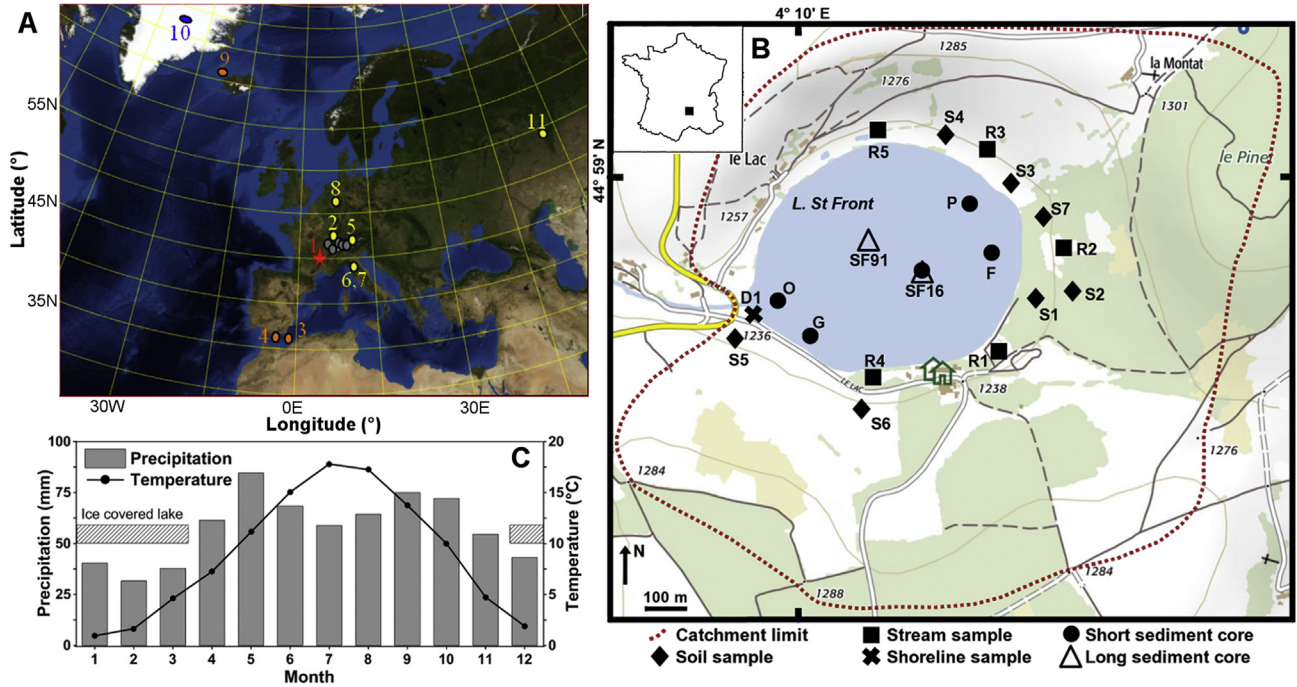 A
10
9
55N
11
45N
8
2
5
1
6,7
35N
4
3
Latitude (°)
30W
0E
30E
Longitude (°)
C
Precipitation
Temperature
Ice covered lake
100
75
50
25
0
Precipitation (mm)
20
15
10
5
0
Temperature (°C)
1 2 3 4 5 6 7 8 9 10 11 12
Month
4° 10' E
44° 59' N
B
1285
la Montat
1276
1301
le Pinet
S4
R3
R5
le Lac
S3
L. St Front
P
S7
1257
R2
SF91
F
S2
SF16
O
D1
S1
G
1236
S5
R4
R1
LE LAC
1238
S6
1276
1284
N
1284
100 m
1288
Catchment limit
Stream sample
Short sediment core
Soil sample
Shoreline sample
Long sediment core